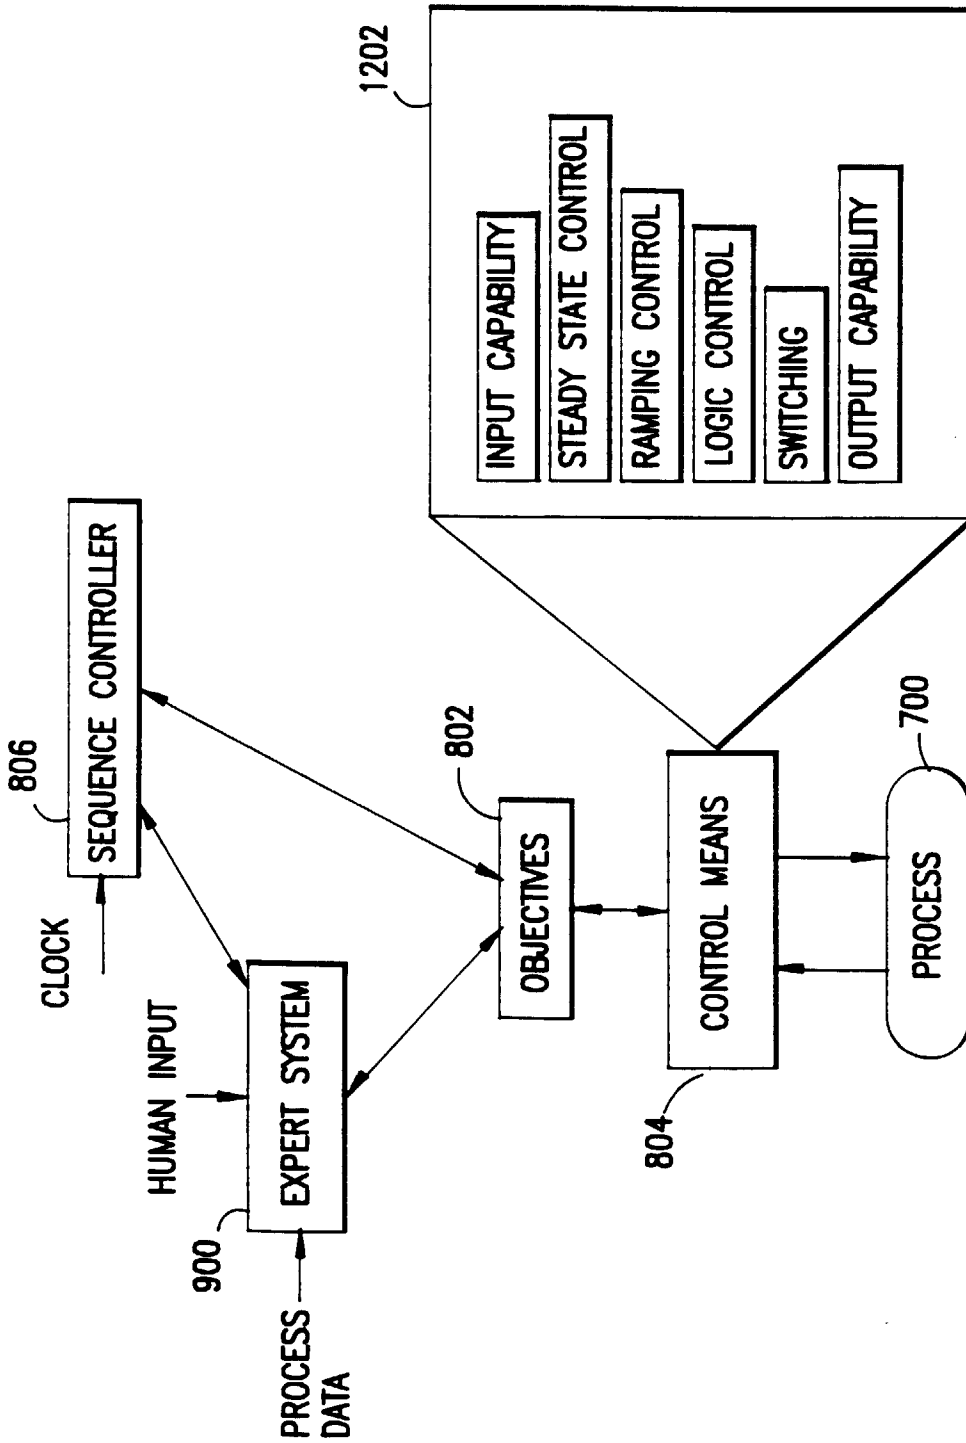 CLOCK
806
SEQUENCE CONTROLLER
HUMAN INPUT
PROCESS
DATA
900
EXPERT SYSTEM
802
OBJECTIVES
804
CONTROL MEANS
700
PROCESS
1202
INPUT CAPABILITY
STEADY STATE CONTROL
RAMPING CONTROL
LOGIC CONTROL
SWITCHING
OUTPUT CAPABILITY